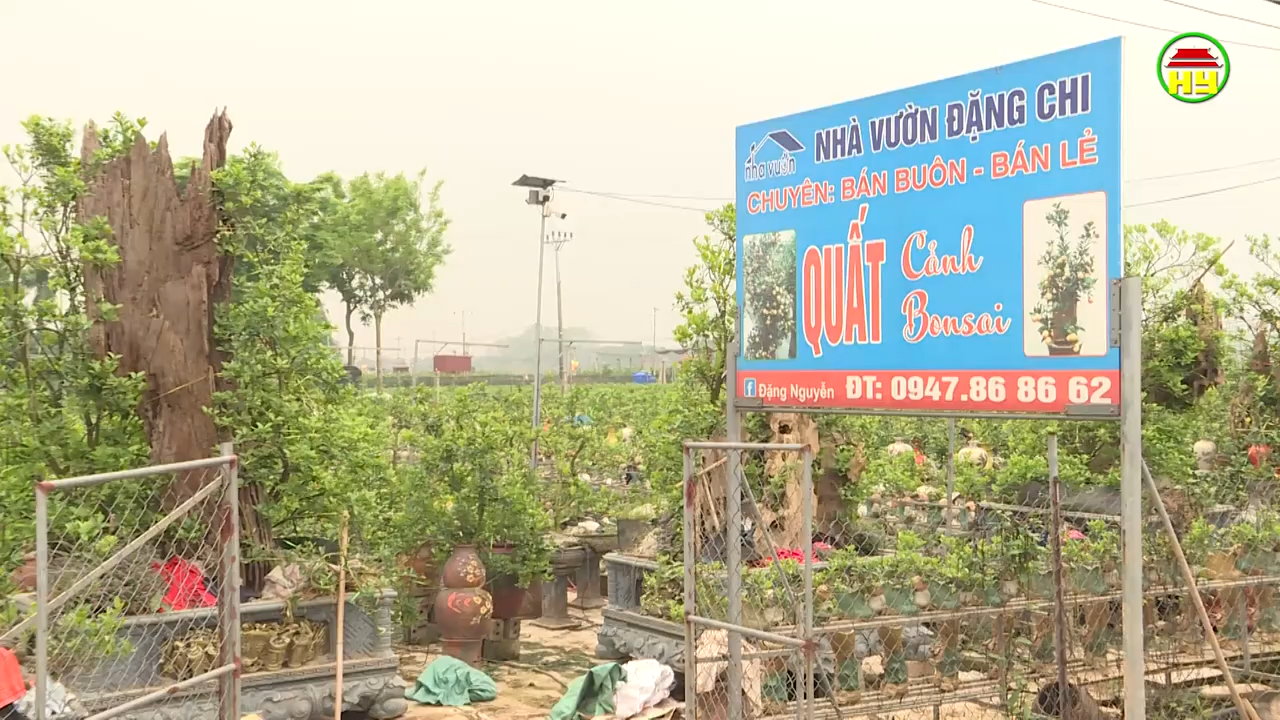 HY
NHÀ VƯỜN ĐẶNG CHI
nhà vườn
CHUYÊN: BÁN BUÔN - BÁN LẺ
QUẤT
Cảnh
Bonsai
Đặng Nguyễn ĐT: 0947.86 86 62